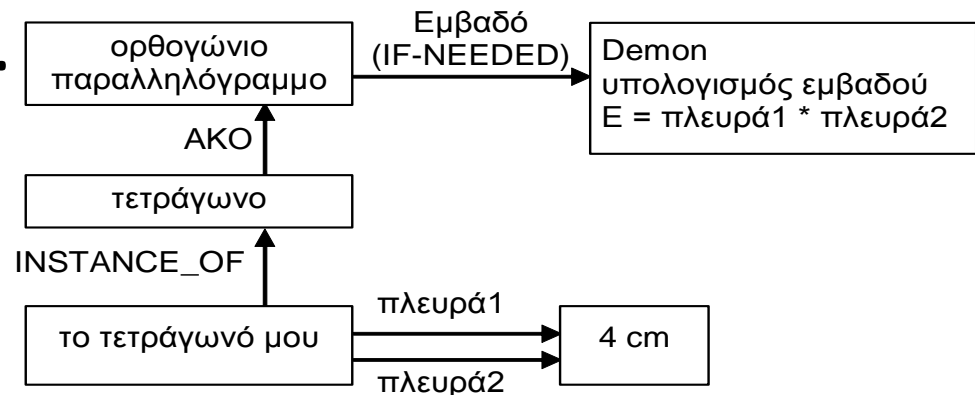 ορθογώνιο
παραλληλόγραμμο
Εμβαδό
(IF-NEEDED)
Demon
υπολογισμός εμβαδού
Ε = πλευρά1 * πλευρά2
AKO
τετράγωνο
INSTANCE_OF
το τετράγωνό μου
πλευρά1
πλευρά2
4 cm